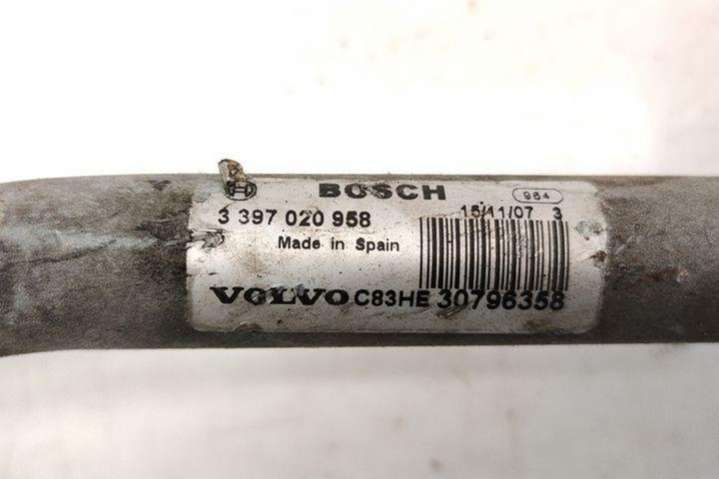 BOSCH 964
3 397 020 958 15/11/07 3
Made in Spain
VOLVO C83HE 30796358